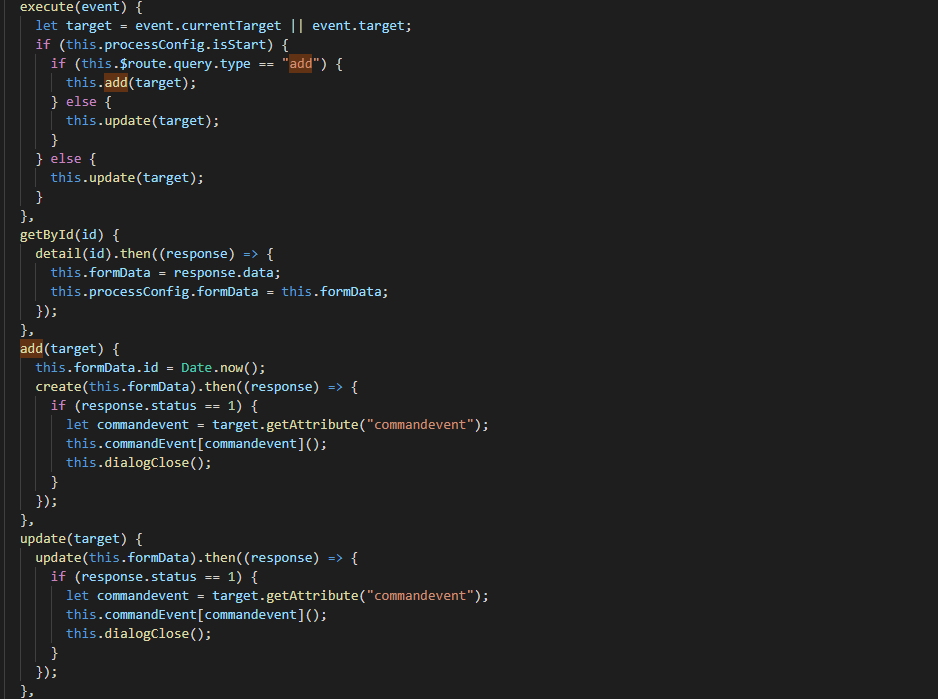 execute(event) {
let target = event.currentTarget || event.target;
if (this.processConfig.isStart) {
if (this.$route.query.type == "add") {
this.add(target);
} else {
this.update(target);
}
} else {
this.update(target);
}
},
getById(id) {
detail(id).then((response) => {
this.formData = response.data;
this.processConfig.formData = this.formData;
});
},
add(target) {
this.formData.id = Date.now();
create(this.formData).then((response) => {
if (response.status == 1) {
let commandevent = target.getAttribute("commandevent");
this.commandEvent[commandevent]();
this.dialogClose();
}
});
},
update(target) {
update(this.formData).then((response) => {
if (response.status == 1) {
let commandevent = target.getAttribute("commandevent");
this.commandEvent[commandevent]();
this.dialogClose();
}
});
},